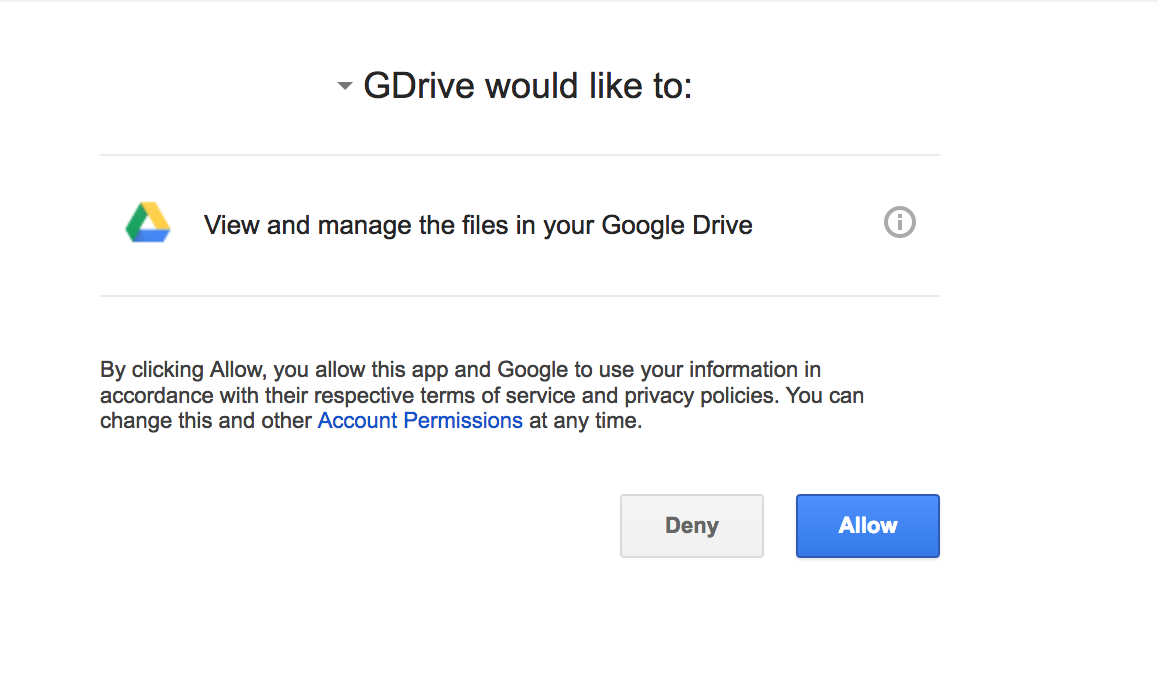 GDrive would like to:
View and manage the files in your Google Drive
By clicking Allow, you allow this app and Google to use your information in
accordance with their respective terms of service and privacy policies. You can
change this and other Account Permissions at any time.
Deny
Allow